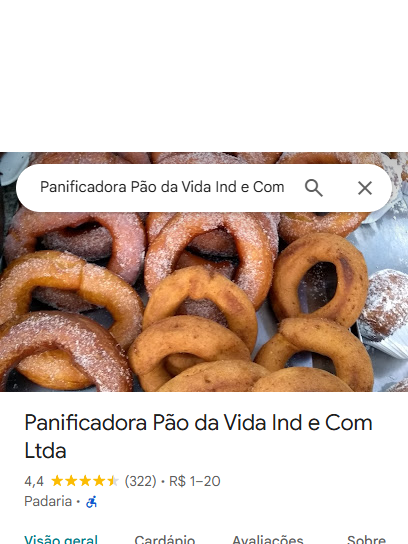 Panificadora Pão da Vida Ind e Com
Panificadora Pão da Vida Ind e Com
Ltda
4,4 (322) • R$ 1–20
Padaria •
Visão geral Cardápio Avaliações Sobre